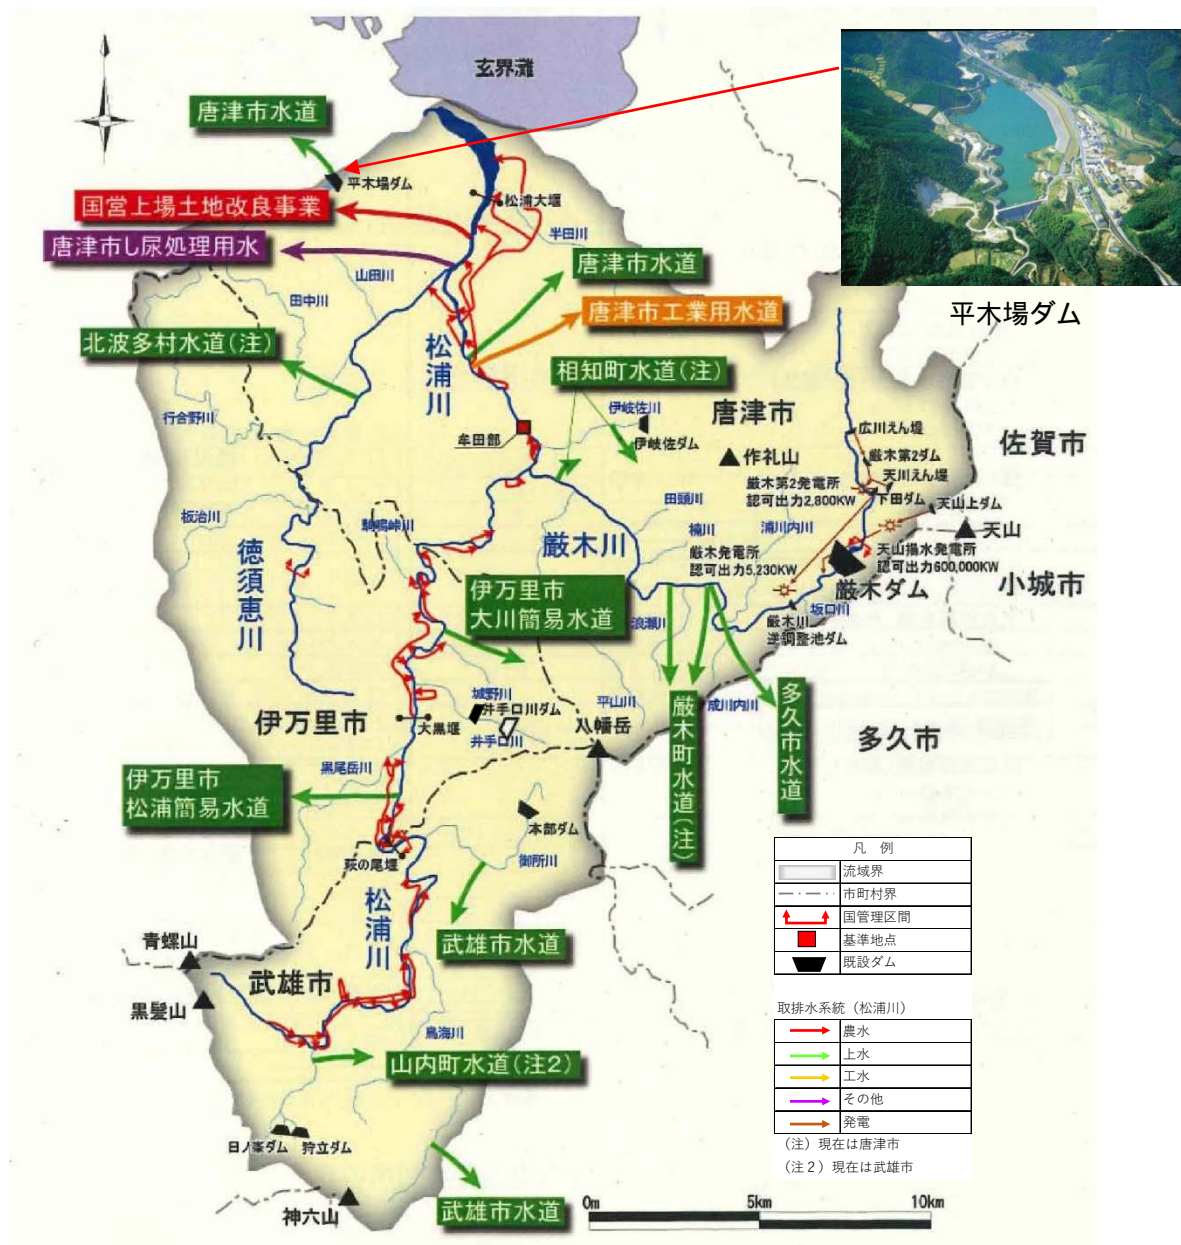 玄界灘
唐津市水道
平木場ダム
国営上場土地改良事業
松浦大堰
唐津市し尿処理用水
半田川
唐津市水道
山田川
田中川
唐津市工業用水道
平木場ダム
北波多村水道(注)
松浦川
相知町水道(注)
行合野川
伊岐佐川
唐津市
牟田部
伊岐佐ダム
広川えん堤
佐賀市
作礼山
厳木第2ダム
天川えん堤
厳木第2発電所
認可出力2,800KW
下田ダム
天山上ダム
板治川
駒鳴峠川
田頭川
楠川
浦川内川
天山
徳須恵川
厳木川
厳木発電所
認可出力5,230KW
天山揚水発電所
認可出力600,000KW
厳木ダム
小城市
伊万里市
大川簡易水道
浪瀬川
坂口川
厳木川
逆調整池ダム
城野川
井手口川ダム
平山川
成川内川
伊万里市
大黒堰
井手口川
八幡岳
厳木町水道(注)
多久市水道
多久市
黒尾岳川
伊万里市
松浦簡易水道
本部ダム
萩の尾堰
御所川
松浦川
武雄市水道
青螺山
武雄市
黒髪山
鳥海川
山内町水道(注2)
日ノ峯ダム
狩立ダム
武雄市水道
神六山
凡 例
流域界
市町村界
国管理区間
基準地点
既設ダム
取排水系統（松浦川）
農水
上水
工水
その他
発電
（注）現在は唐津市
（注２）現在は武雄市
0m
5km
10km